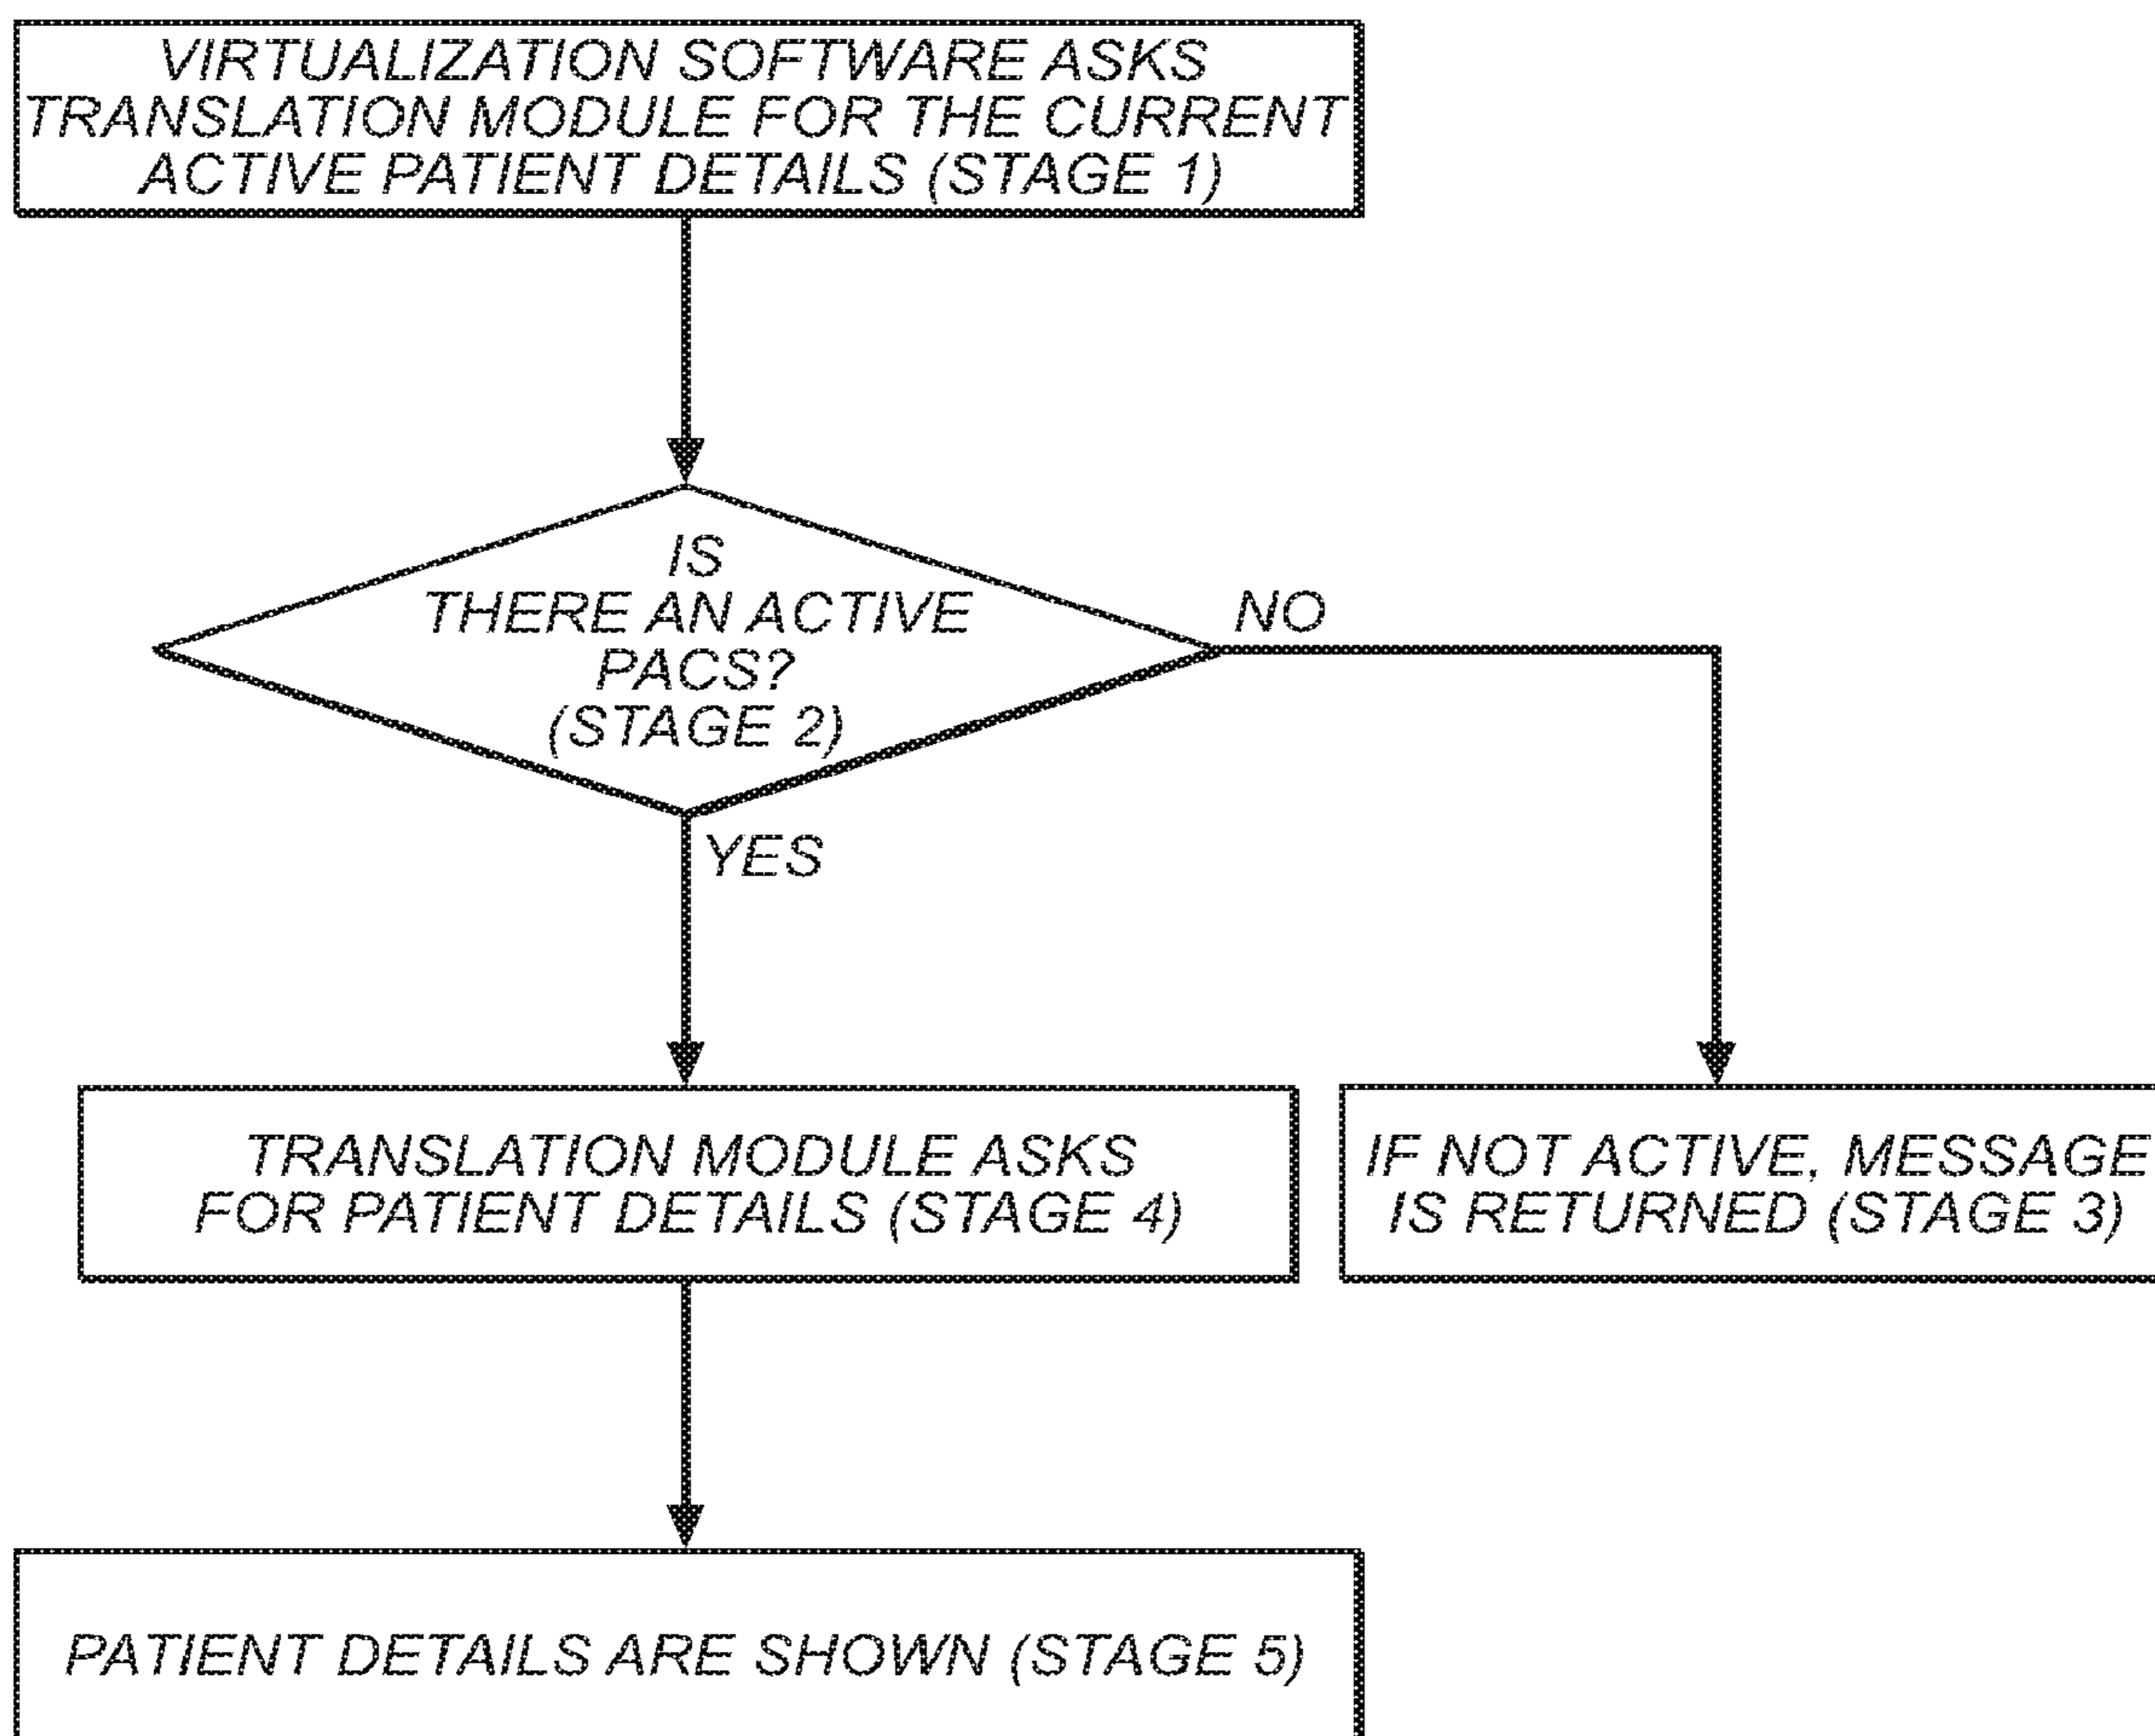 VIRTUALIZATION SOFTWARE ASKS
TRANSLATION MODULE FOR THE CURRENT
ACTIVE PATIENT DETAILS (STAGE 1)
IS
THERE AN ACTIVE
PACS?
(STAGE 2)
NO
YES
TRANSLATION MODULE ASKS
FOR PATIENT DETAILS (STAGE 4)
IF NOT ACTIVE, MESSAGE
IS RETURNED (STAGE 3)
PATIENT DETAILS ARE SHOWN (STAGE 5)